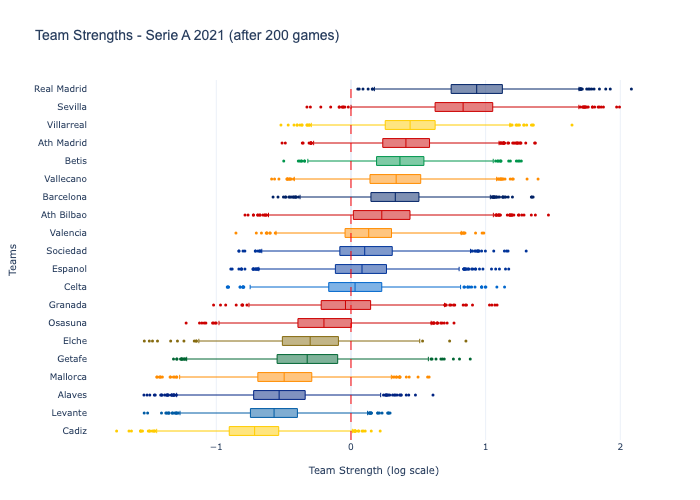 Team Strengths - Serie A 2021 (after 200 games)
Real Madrid
Sevilla
Villarreal
Ath Madrid
Betis
Vallecano
Barcelona
Ath Bilbao
Valencia
Sociedad
Espanol
Celta
Granada
Osasuna
Elche
Getafe
Mallorca
Alaves
Levante
Cadiz
Teams
−1 0 1 2
Team Strength (log scale)